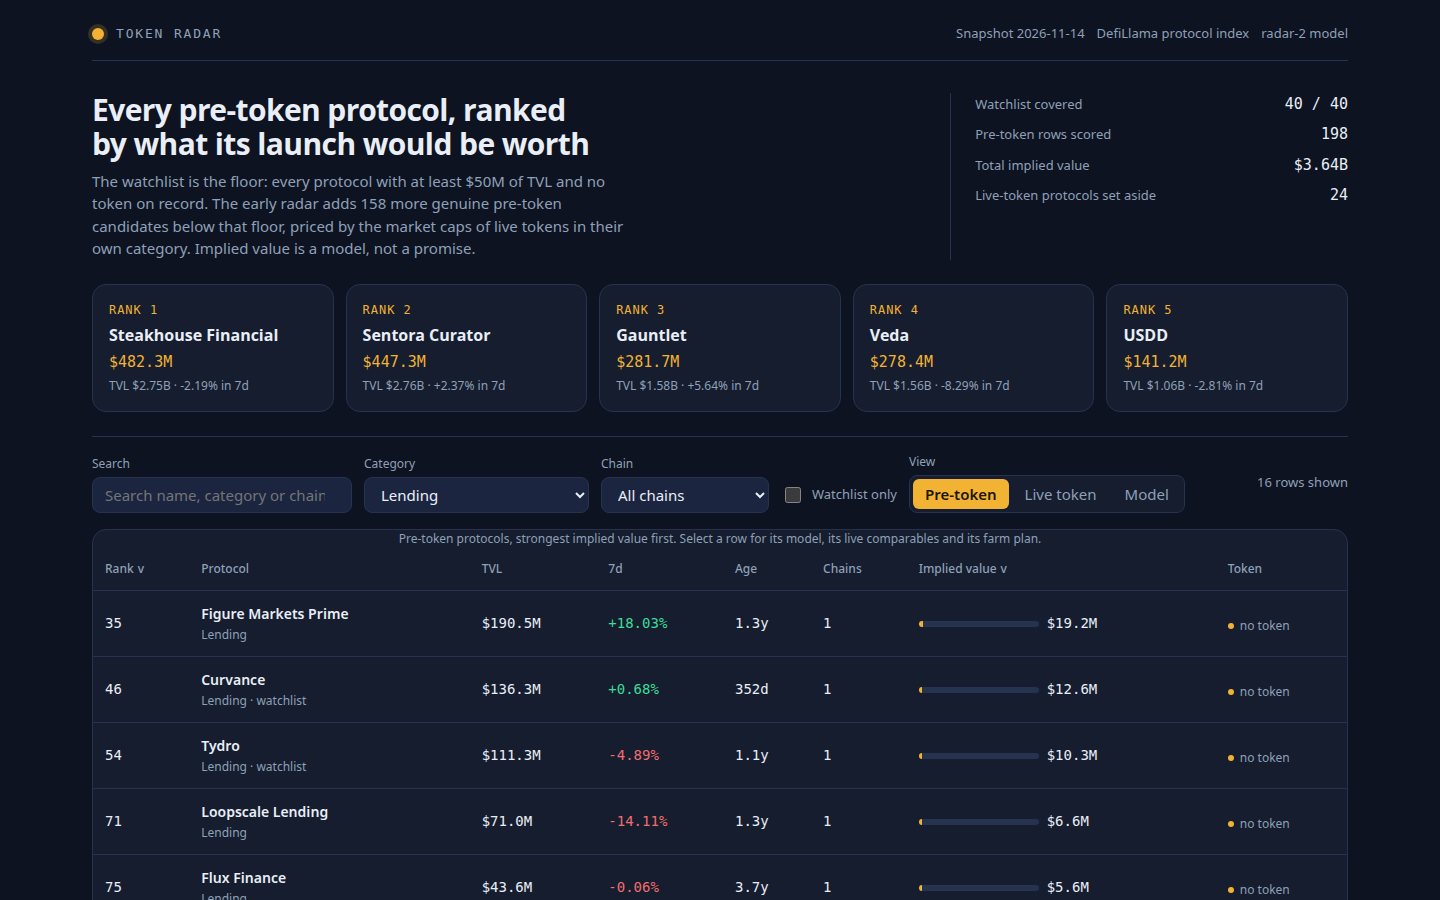 TOKEN RADAR
Snapshot 2026-11-14 DefiLlama protocol index radar-2 model
Every pre-token protocol, ranked
by what its launch would be worth
The watchlist is the floor: every protocol with at least $50M of TVL and no
token on record. The early radar adds 158 more genuine pre-token
candidates below that floor, priced by the market caps of live tokens in their
own category. Implied value is a model, not a promise.
Watchlist covered 40 / 40
Pre-token rows scored 198
Total implied value $3.64B
Live-token protocols set aside 24
RANK 1
Steakhouse Financial
$482.3M
TVL $2.75B · -2.19% in 7d
RANK 2
Sentora Curator
$447.3M
TVL $2.76B · +2.37% in 7d
RANK 3
Gauntlet
$281.7M
TVL $1.58B · +5.64% in 7d
RANK 4
Veda
$278.4M
TVL $1.56B · -8.29% in 7d
RANK 5
USDD
$141.2M
TVL $1.06B · -2.81% in 7d
Search Category Chain View
Search name, category or chain Lending All chains Watchlist only Pre-token Live token Model 16 rows shown
Pre-token protocols, strongest implied value first. Select a row for its model, its live comparables and its farm plan.
Rank v Protocol TVL 7d Age Chains Implied value v Token
35 Figure Markets Prime $190.5M +18.03% 1.3y 1 $19.2M no token
Lending
46 Curvance $136.3M +0.68% 352d 1 $12.6M no token
Lending · watchlist
54 Tydro $111.3M -4.89% 1.1y 1 $10.3M no token
Lending · watchlist
71 Loopscale Lending $71.0M -14.11% 1.3y 1 $6.6M no token
Lending
75 Flux Finance $43.6M -0.06% 3.7y 1 $5.6M no token
Lending